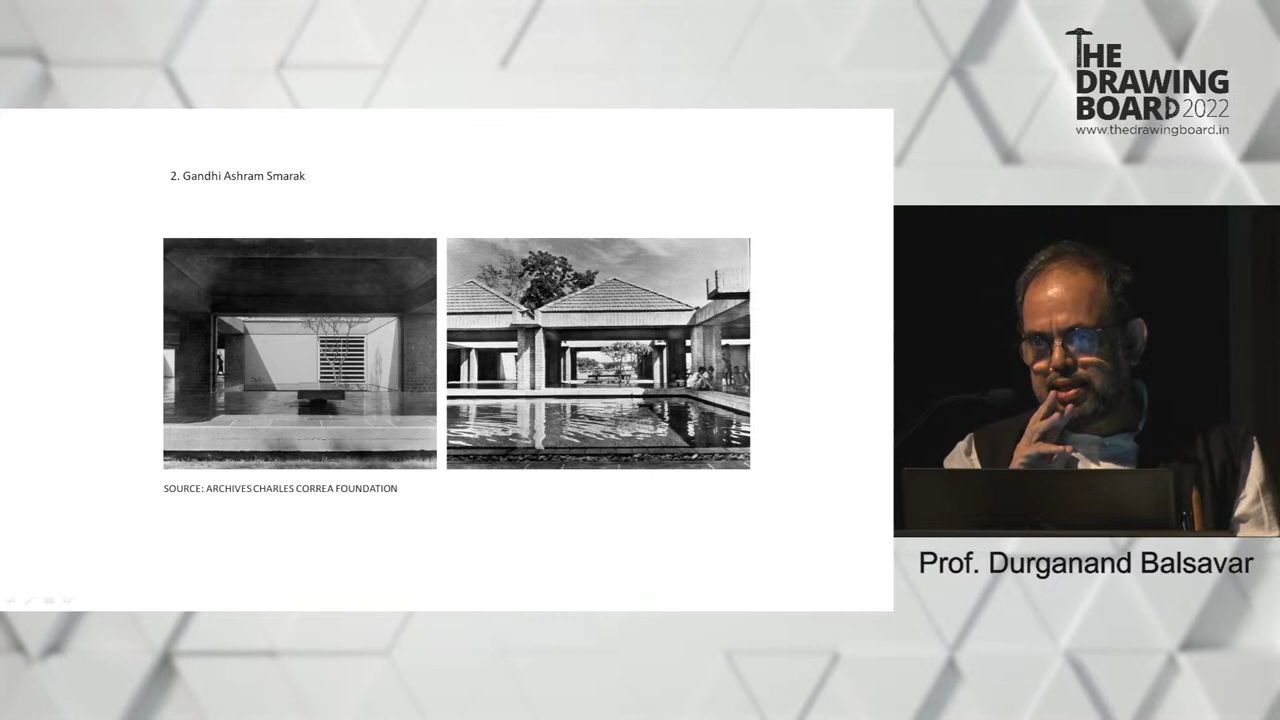 THE
DRAWING
BOARD 2022
www.thedrawingboard.in
2. Gandhi Ashram Smarak
SOURCE: ARCHIVES CHARLES CORREA FOUNDATION
Prof. Durganand Balsavar